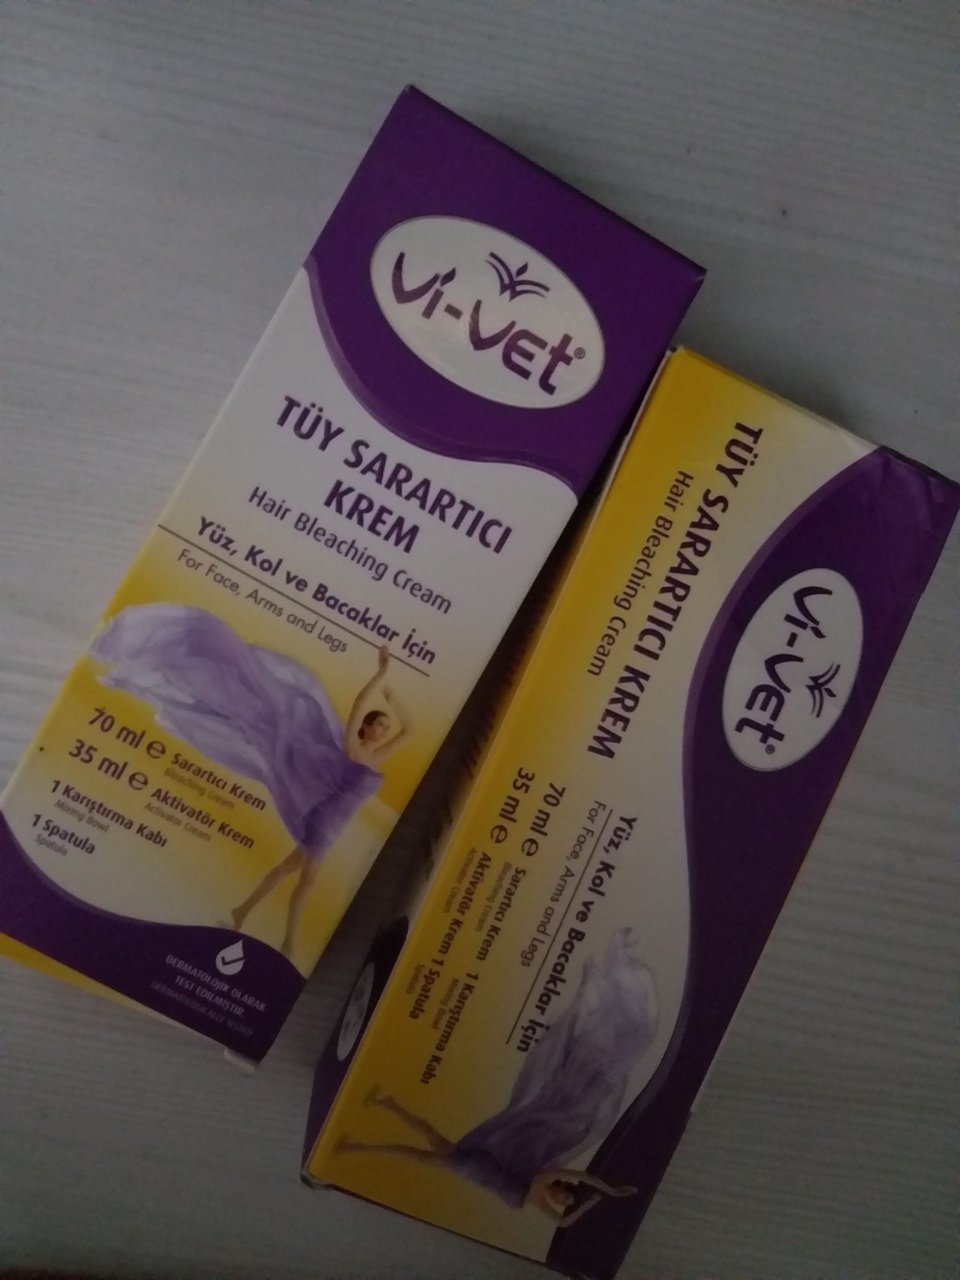 Vi-VET®
TÜY SARARTICI
KREM
Hair Bleaching Cream
Yüz, Kol ve Bacaklar İçin
For Face, Arms and Legs
70 ml ℮ Sarartıcı Krem
Bleaching Cream
35 ml ℮ Aktivatör Krem
Activator Cream
1 Karıştırma Kabı
Mixing Bowl
1 Spatula
Spatula
DERMATOLOJİK OLARAK
TEST EDİLMİŞTİR
DERMATOLOGICALLY TESTED
Vi-VET®
TÜY SARARTICI KREM
Hair Bleaching Cream
Yüz, Kol ve Bacaklar İçin
For Face, Arms and Legs
70 ml ℮ Sarartıcı Krem 1 Karıştırma Kabı
Bleaching Cream Mixing Bowl
35 ml ℮ Aktivatör Krem 1 Spatula
Activator Cream Spatula